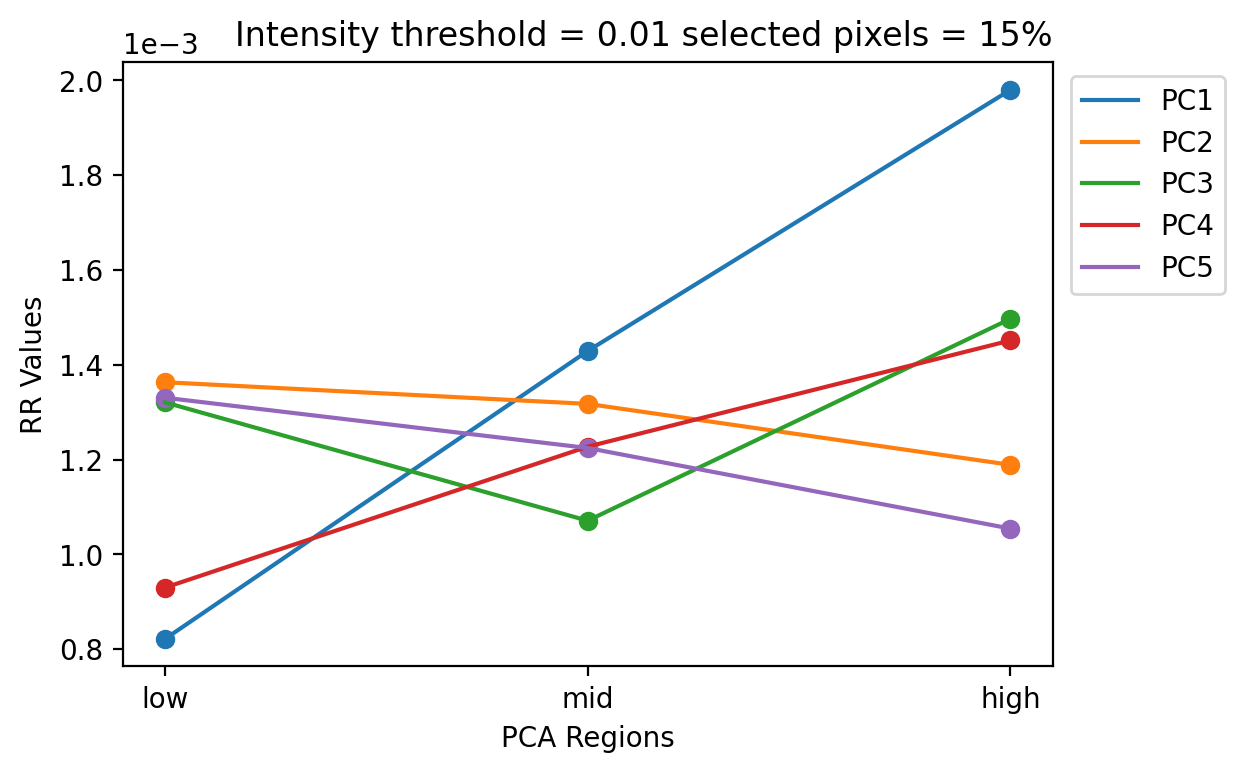 1e−3
Intensity threshold = 0.01 selected pixels = 15%
2.0
1.8
1.6
1.4
1.2
1.0
0.8
RR Values
low
mid
high
PCA Regions
PC1
PC2
PC3
PC4
PC5